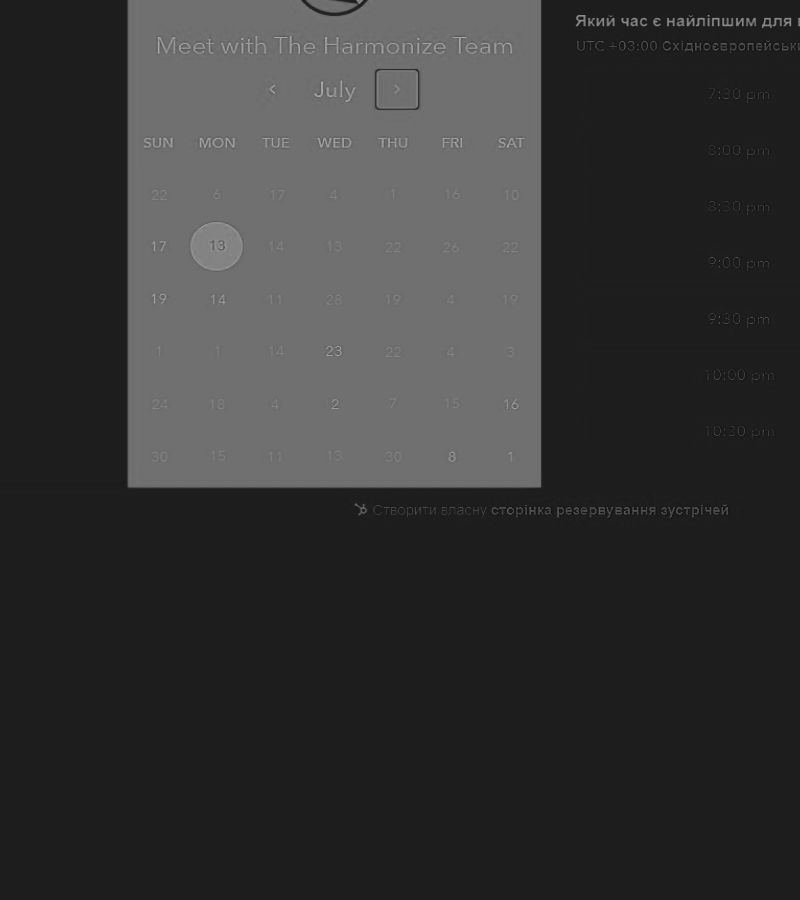 Meet with The Harmonize Team
July
SUN MON TUE WED THU FRI SAT
22 6 17 4 1 16 10
17 13 14 13 22 26 22
19 14 11 28 19 4 19
1 1 14 23 22 4 3
24 18 4 2 7 15 16
30 15 11 13 30 8 1
Який час є найліпшим для
UTC +03:00 Східноєвропейськ
7:30 pm
8:00 pm
8:30 pm
9:00 pm
9:30 pm
10:00 pm
10:30 pm
Створити власну сторінка резервування зустрічей